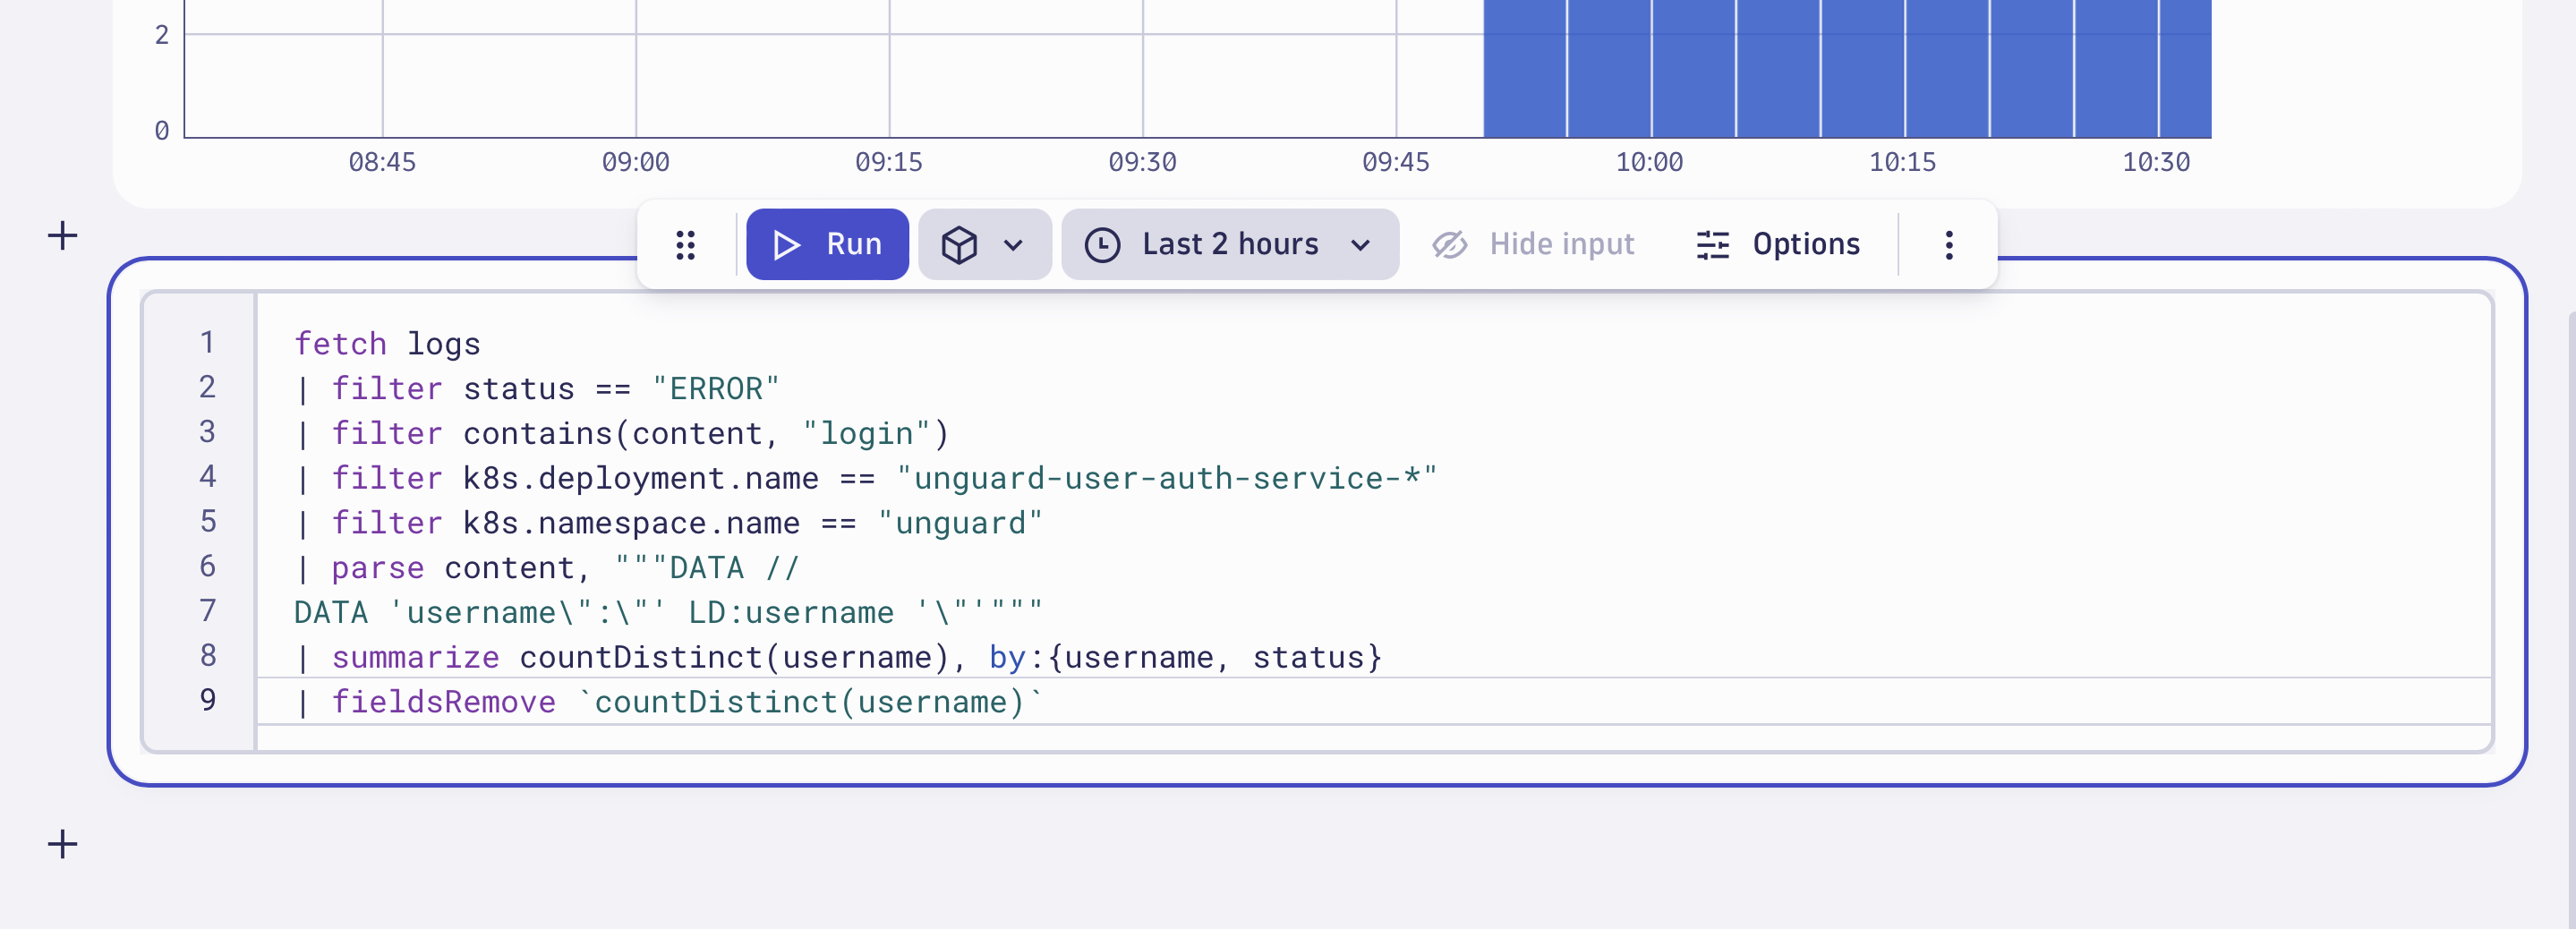 2
0
08:45 09:00 09:15 09:30 09:45 10:00 10:15 10:30
Run Last 2 hours Hide input Options
1 fetch logs
2 | filter status == "ERROR"
3 | filter contains(content, "login")
4 | filter k8s.deployment.name == "unguard-user-auth-service-*"
5 | filter k8s.namespace.name == "unguard"
6 | parse content, """DATA //
7 DATA 'username\":\"' LD:username '\"'"""
8 | summarize countDistinct(username), by:{username, status}
9 | fieldsRemove `countDistinct(username)`